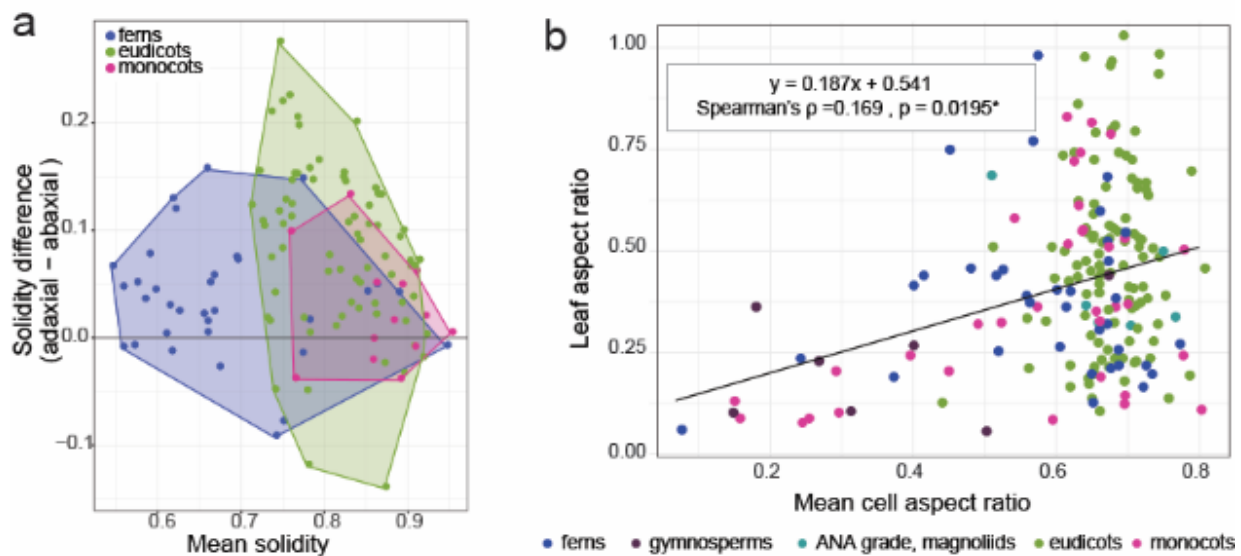 a
ferns
eudicots
monocots
0.2
0.1
0.0
−0.1
Solidity difference
(adaxial − abaxial )
0.6
0.7
0.8
0.9
Mean solidity
b
y = 0.187x + 0.541
Spearman's ρ =0.169 , p = 0.0195*
1.00
0.75
0.50
0.25
0.00
Leaf aspect ratio
0.2
0.4
0.6
0.8
Mean cell aspect ratio
ferns
gymnosperms
ANA grade, magnoliids
eudicots
monocots